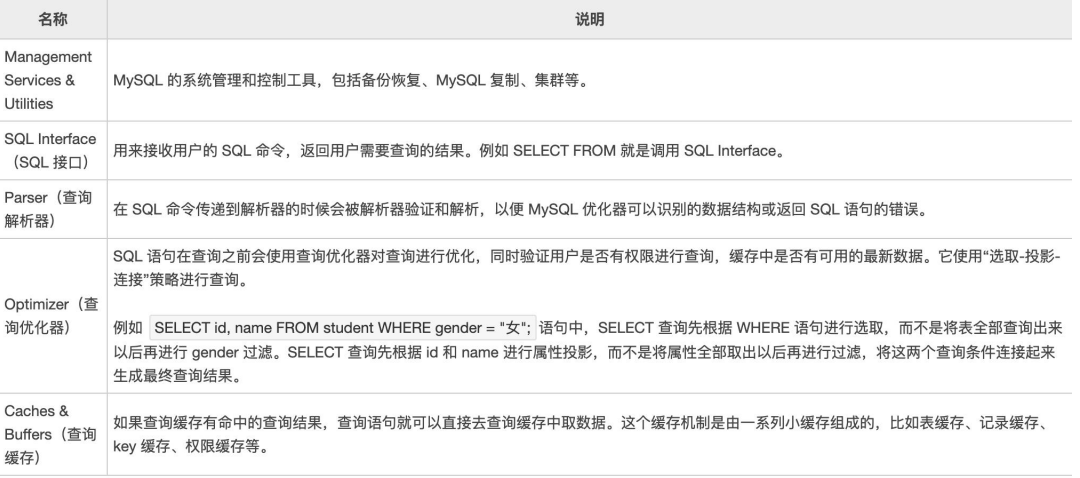 名称
说明
Management
Services &
Utilities
MySQL 的系统管理和控制工具，包括备份恢复、MySQL 复制、集群等。
SQL Interface
（SQL 接口）
用来接收用户的 SQL 命令，返回用户需要查询的结果。例如 SELECT FROM 就是调用 SQL Interface。
Parser（查询
解析器）
在 SQL 命令传递到解析器的时候会被解析器验证和解析，以便 MySQL 优化器可以识别的数据结构或返回 SQL 语句的错误。
Optimizer（查
询优化器）
SQL 语句在查询之前会使用查询优化器对查询进行优化，同时验证用户是否有权限进行查询，缓存中是否有可用的最新数据。它使用“选取-投影-
连接”策略进行查询。
例如 SELECT id, name FROM student WHERE gender = "女"; 语句中，SELECT 查询先根据 WHERE 语句进行选取，而不是将表全部查询出来
以后再进行 gender 过滤。SELECT 查询先根据 id 和 name 进行属性投影，而不是将属性全部取出以后再进行过滤，将这两个查询条件连接起来
生成最终查询结果。
Caches &
Buffers（查询
缓存）
如果查询缓存有命中的查询结果，查询语句就可以直接去查询缓存中取数据。这个缓存机制是由一系列小缓存组成的，比如表缓存、记录缓存、
key 缓存、权限缓存等。